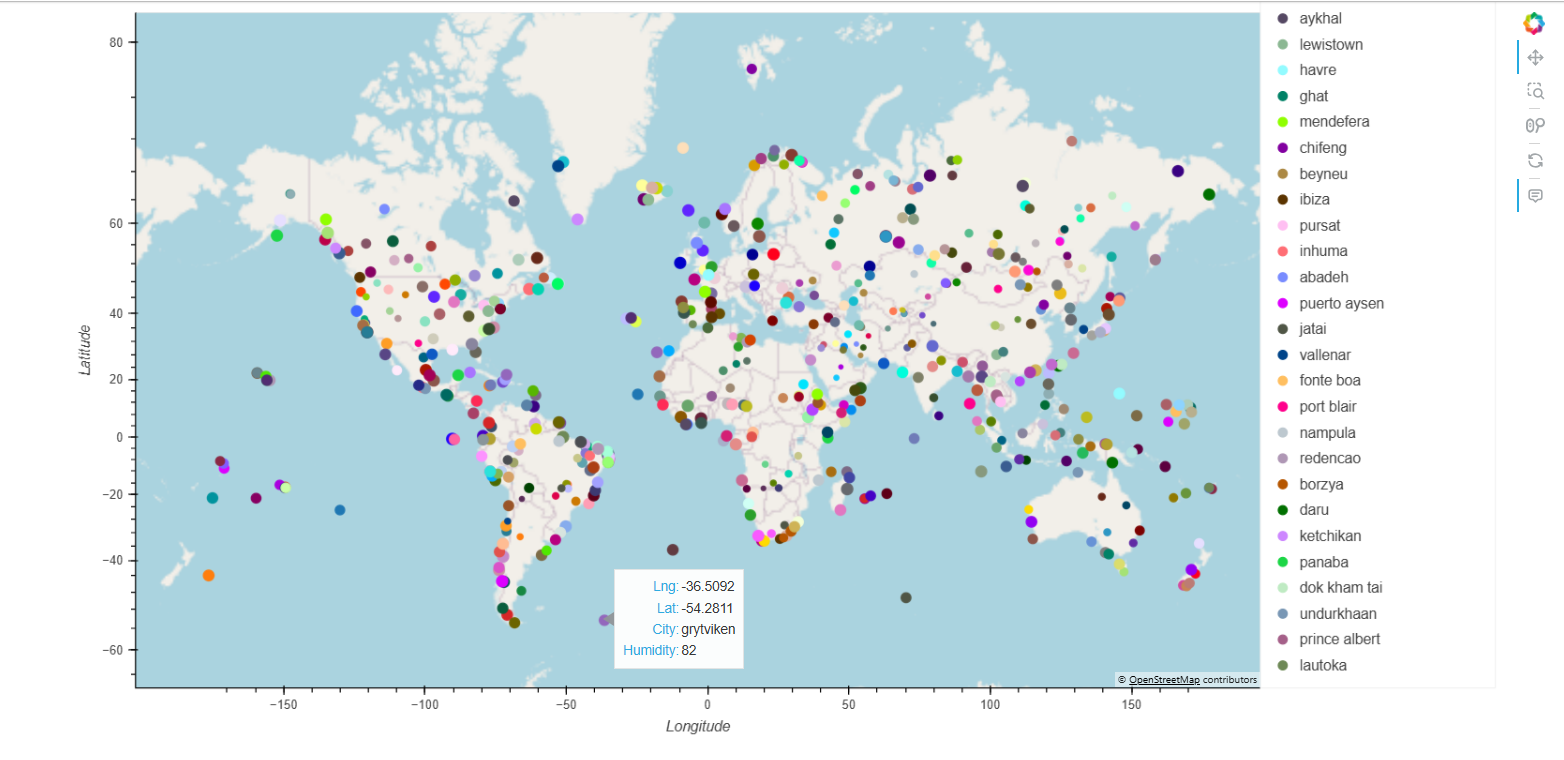 80
60
40
20
0
−20
−40
−60
Latitude
−150
−100
−50
0
50
100
150
Longitude
Lng: -36.5092
Lat: -54.2811
City: grytviken
Humidity: 82
© OpenStreetMap contributors
aykhal
lewistown
havre
ghat
mendefera
chifeng
beyneu
ibiza
pursat
inhuma
abadeh
puerto aysen
jatai
vallenar
fonte boa
port blair
nampula
redencao
borzya
daru
ketchikan
panaba
dok kham tai
undurkhaan
prince albert
lautoka